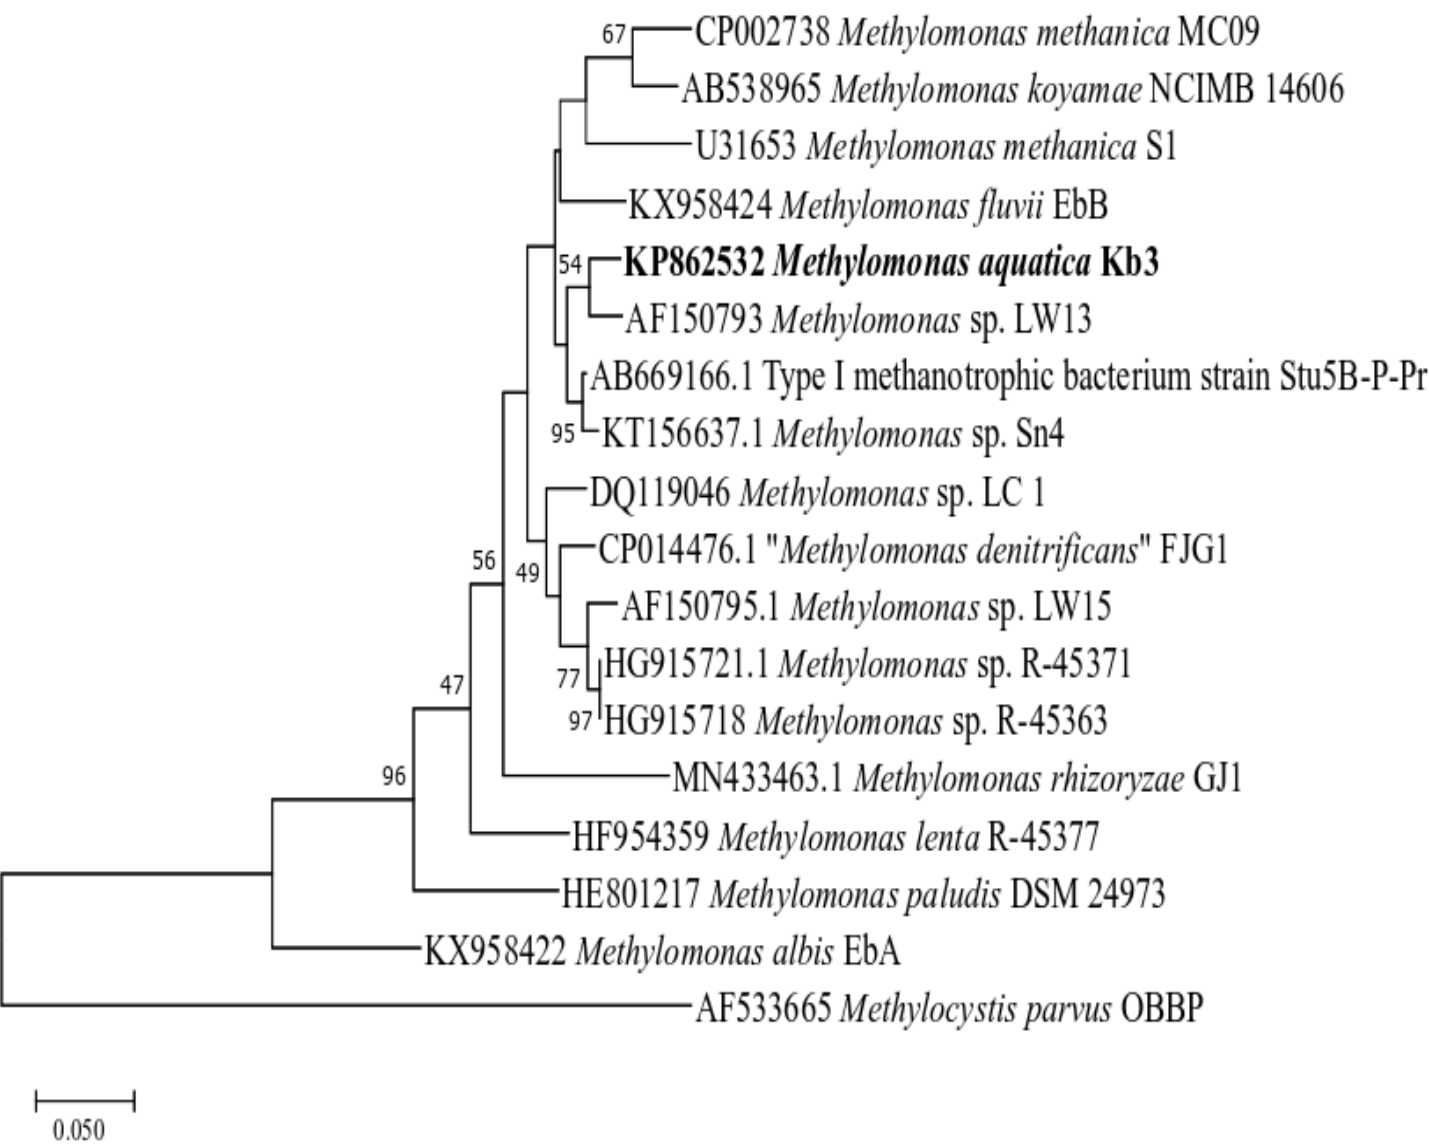 67
CP002738 Methylomonas methanica MC09
AB538965 Methylomonas koyamae NCIMB 14606
U31653 Methylomonas methanica S1
KX958424 Methylomonas fluvii EbB
54
KP862532 Methylomonas aquatica Kb3
AF150793 Methylomonas sp. LW13
AB669166.1 Type I methanotrophic bacterium strain Stu5B-P-Pr
95
KT156637.1 Methylomonas sp. Sn4
DQ119046 Methylomonas sp. LC 1
CP014476.1 "Methylomonas denitrificans" FJG1
56
49
AF150795.1 Methylomonas sp. LW15
HG915721.1 Methylomonas sp. R-45371
77
47
97
HG915718 Methylomonas sp. R-45363
96
MN433463.1 Methylomonas rhizoryzae GJ1
HF954359 Methylomonas lenta R-45377
HE801217 Methylomonas paludis DSM 24973
KX958422 Methylomonas albis EbA
AF533665 Methylocystis parvus OBBP
0.050